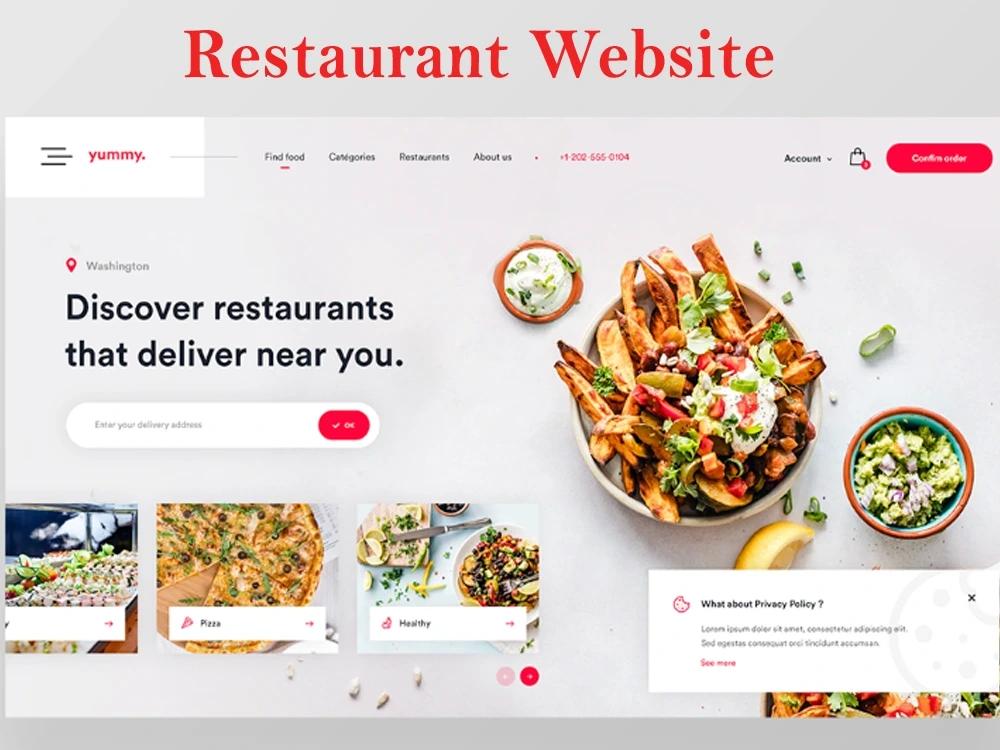 Restaurant Website
yummy.
Find food
Catégories
Restaurants
About us
+1-202-555-0104
Account
Confim order
Washington
Discover restaurants
that deliver near you.
Enter your delivery address
OK
y
Pizza
Healthy
What about Privacy Policy ?
Lorem ipsum dolor sit amet, consectetur adipiscing elit.
Sed egestas consequat orci tincidunt accumsan.
See more